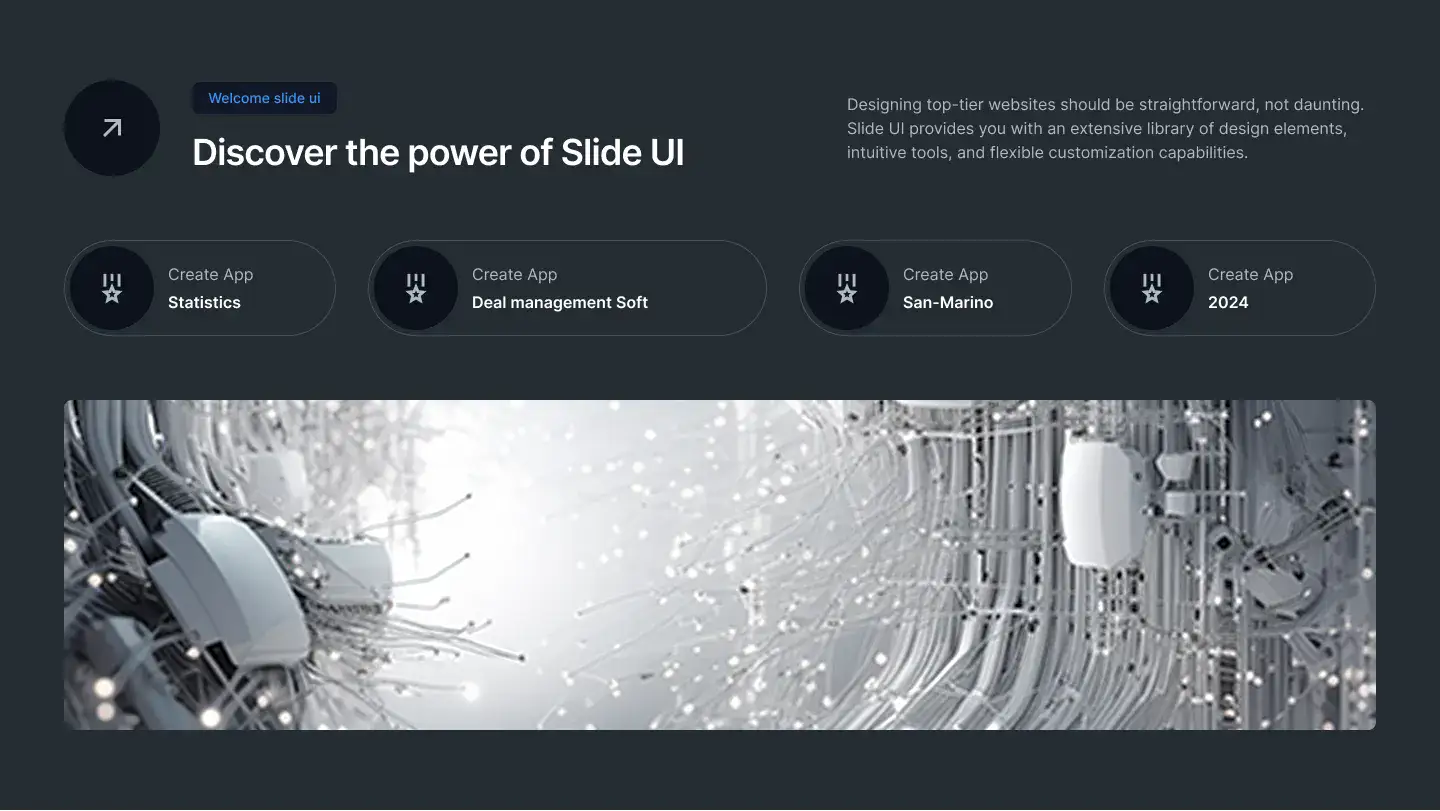 Welcome slide ui
Discover the power of Slide UI
Designing top-tier websites should be straightforward, not daunting.
Slide UI provides you with an extensive library of design elements,
intuitive tools, and flexible customization capabilities.
Create App
Statistics
Create App
Deal management Soft
Create App
San-Marino
Create App
2024